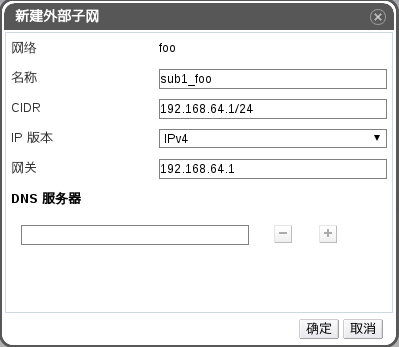 新建外部子网
网络 foo
名称 sub1_foo
CIDR 192.168.64.1/24
IP 版本 IPv4
网关 192.168.64.1
DNS 服务器
确定 取消